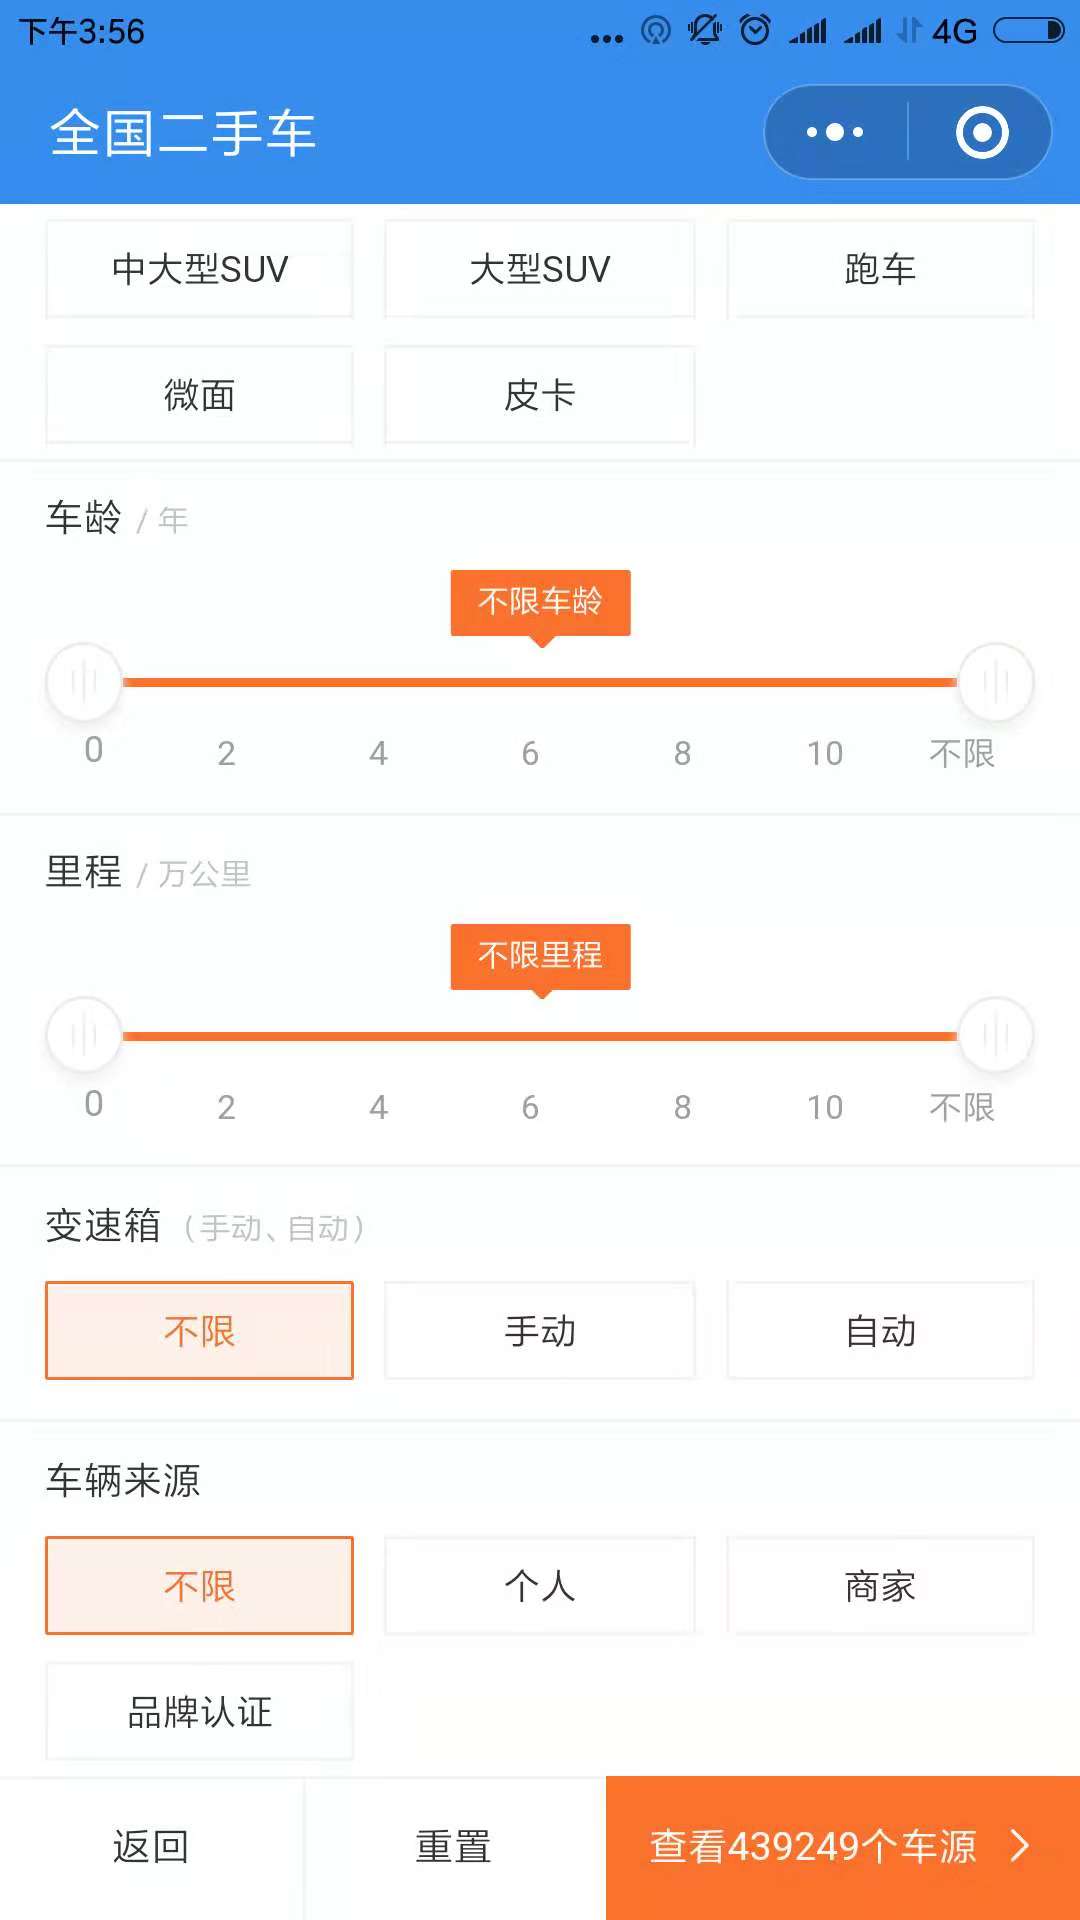 下午3:56
4G
全国二手车
中大型SUV 大型SUV 跑车
微面 皮卡
车龄 / 年
不限车龄
0 2 4 6 8 10 不限
里程 / 万公里
不限里程
0 2 4 6 8 10 不限
变速箱 （手动、自动）
不限 手动 自动
车辆来源
不限 个人 商家
品牌认证
返回 重置 查看439249个车源